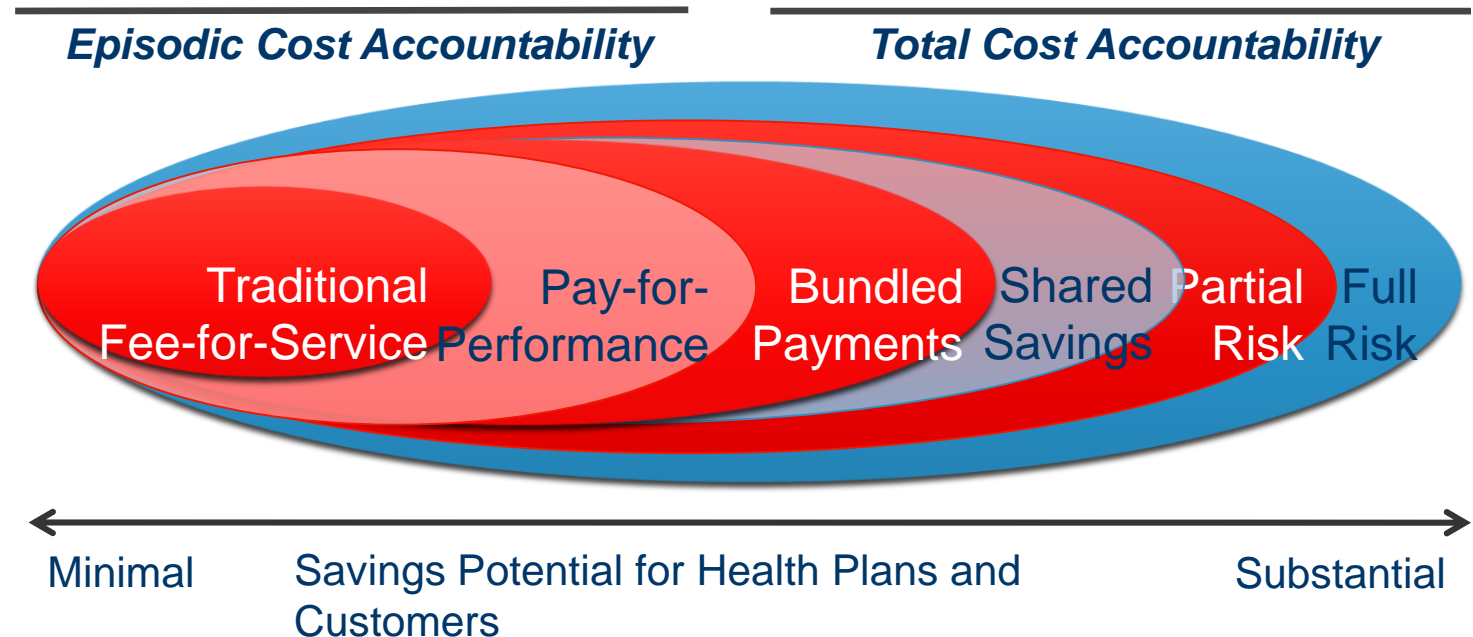 Episodic Cost Accountability
Total Cost Accountability
Traditional
Fee-for-Service
Pay-for-
Performance
Bundled
Payments
Shared
Savings
Partial
Risk
Full
Risk
Minimal
Savings Potential for Health Plans and
Customers
Substantial